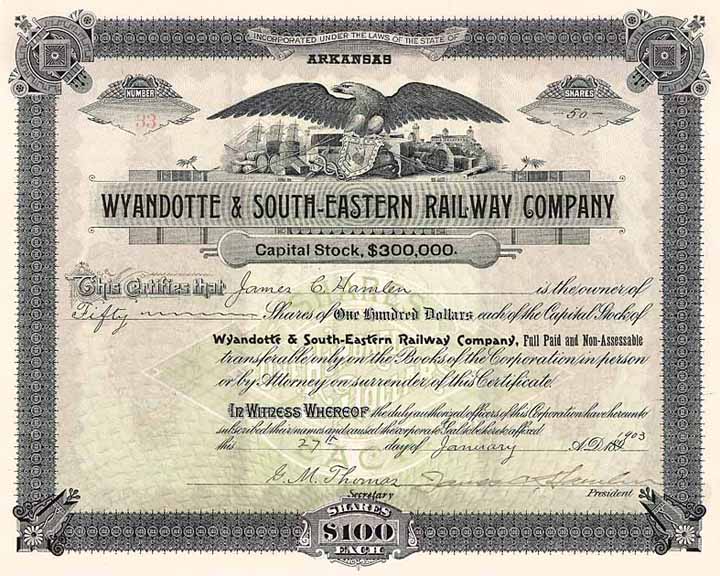 INCORPORATED UNDER THE LAWS OF THE STATE OF
ARKANSAS
NUMBER
33
SHARES
50
WYANDOTTE & SOUTH-EASTERN RAILWAY COMPANY
Capital Stock, $300,000.
This Certifies that James C. Hamlen is the owner of
Fifty Shares of One Hundred Dollars each of the Capital Stock of
Wyandotte & South-Eastern Railway Company, Full Paid and Non-Assessable
transferable only on the Books of the Corporation in person
or by Attorney on surrender of this Certificate.
IN WITNESS WHEREOF the duly authorized officers of this Corporation have hereunto
subscribed their names and caused the corporate Seal to be hereto affixed
this 27th day of January A.D. 1903
G. M. Thomas James C. Hamlen
Secretary President
SHARES
$100
EACH